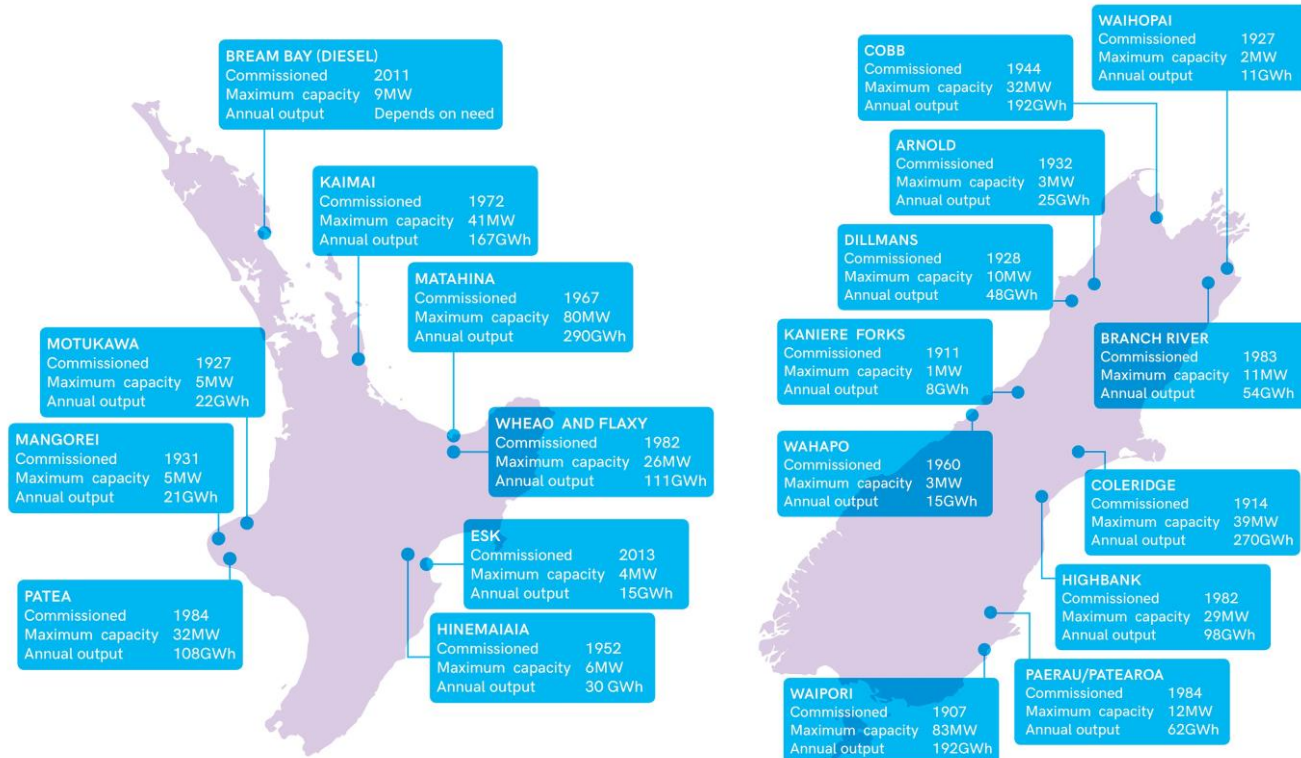 BREAM BAY (DIESEL)
Commissioned 2011
Maximum capacity 9MW
Annual output Depends on need
KAIMAI
Commissioned 1972
Maximum capacity 41MW
Annual output 167GWh
MATAHINA
Commissioned 1967
Maximum capacity 80MW
Annual output 290GWh
MOTUKAWA
Commissioned 1927
Maximum capacity 5MW
Annual output 22GWh
MANGOREI
Commissioned 1931
Maximum capacity 5MW
Annual output 21GWh
WHEAO AND FLAXY
Commissioned 1982
Maximum capacity 26MW
Annual output 111GWh
ESK
Commissioned 2013
Maximum capacity 4MW
Annual output 15GWh
PATEA
Commissioned 1984
Maximum capacity 32MW
Annual output 108GWh
HINEMAIAIA
Commissioned 1952
Maximum capacity 6MW
Annual output 30 GWh
WAIHOPAI
Commissioned 1927
Maximum capacity 2MW
Annual output 11GWh
COBB
Commissioned 1944
Maximum capacity 32MW
Annual output 192GWh
ARNOLD
Commissioned 1932
Maximum capacity 3MW
Annual output 25GWh
DILLMANS
Commissioned 1928
Maximum capacity 10MW
Annual output 48GWh
KANIERE FORKS
Commissioned 1911
Maximum capacity 1MW
Annual output 8GWh
BRANCH RIVER
Commissioned 1983
Maximum capacity 11MW
Annual output 54GWh
WAHAPO
Commissioned 1960
Maximum capacity 3MW
Annual output 15GWh
COLERIDGE
Commissioned 1914
Maximum capacity 39MW
Annual output 270GWh
HIGHBANK
Commissioned 1982
Maximum capacity 29MW
Annual output 98GWh
PAERAU/PATEAROA
Commissioned 1984
Maximum capacity 12MW
Annual output 62GWh
WAIPORI
Commissioned 1907
Maximum capacity 83MW
Annual output 192GWh